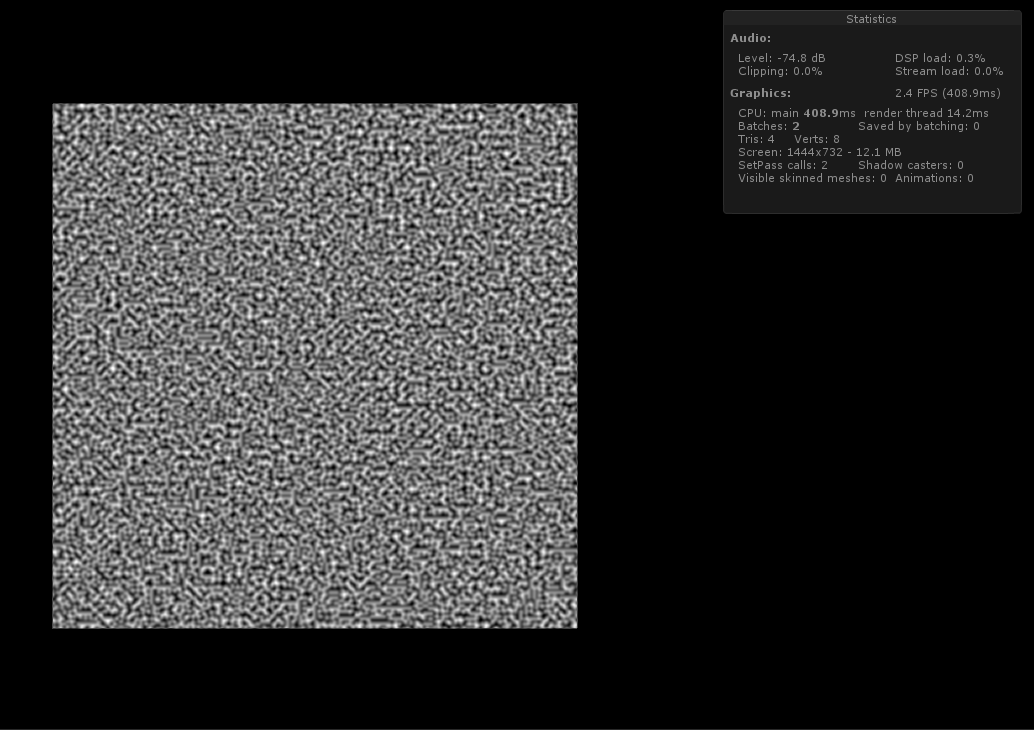 Statistics
Audio:
Level: -74.8 dB DSP load: 0.3%
Clipping: 0.0% Stream load: 0.0%
Graphics: 2.4 FPS (408.9ms)
CPU: main 408.9ms render thread 14.2ms
Batches: 2 Saved by batching: 0
Tris: 4 Verts: 8
Screen: 1444x732 - 12.1 MB
SetPass calls: 2 Shadow casters: 0
Visible skinned meshes: 0 Animations: 0